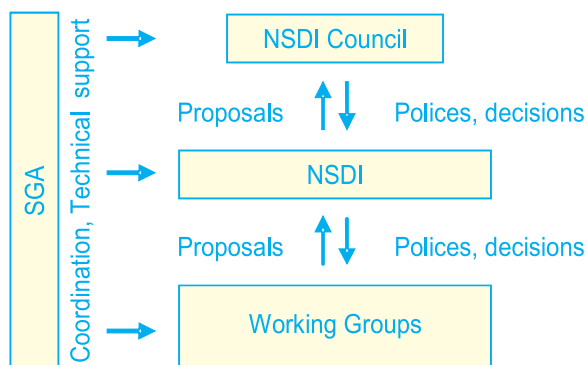 SGA
Coordination, Technical support
NSDI Council
Proposals
Polices, decisions
NSDI
Proposals
Polices, decisions
Working Groups